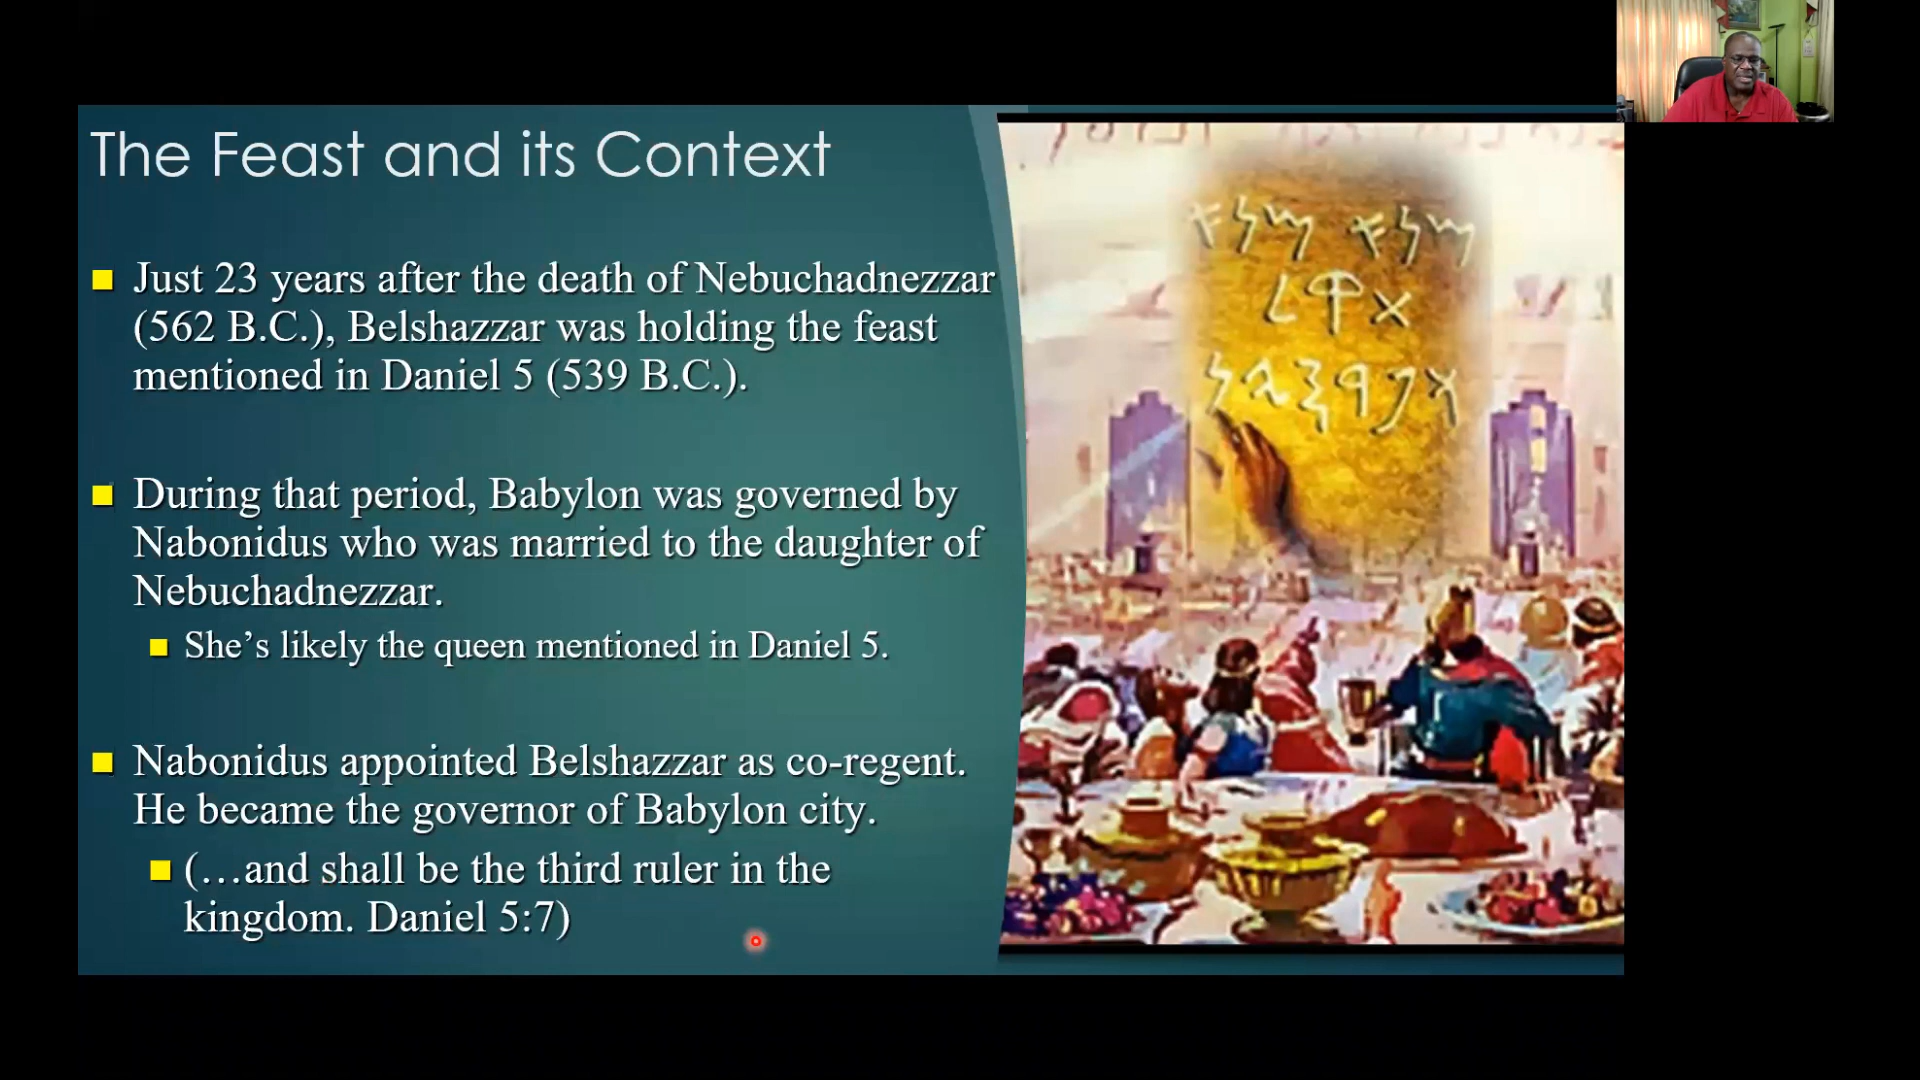 The Feast and its Context
■ Just 23 years after the death of Nebuchadnezzar
(562 B.C.), Belshazzar was holding the feast
mentioned in Daniel 5 (539 B.C.).
■ During that period, Babylon was governed by
Nabonidus who was married to the daughter of
Nebuchadnezzar.
■ She’s likely the queen mentioned in Daniel 5.
■ Nabonidus appointed Belshazzar as co-regent.
He became the governor of Babylon city.
■ (…and shall be the third ruler in the
kingdom. Daniel 5:7)
𐤌𐤍𐤀 𐤌𐤍𐤀
𐤕𐤒𐤋